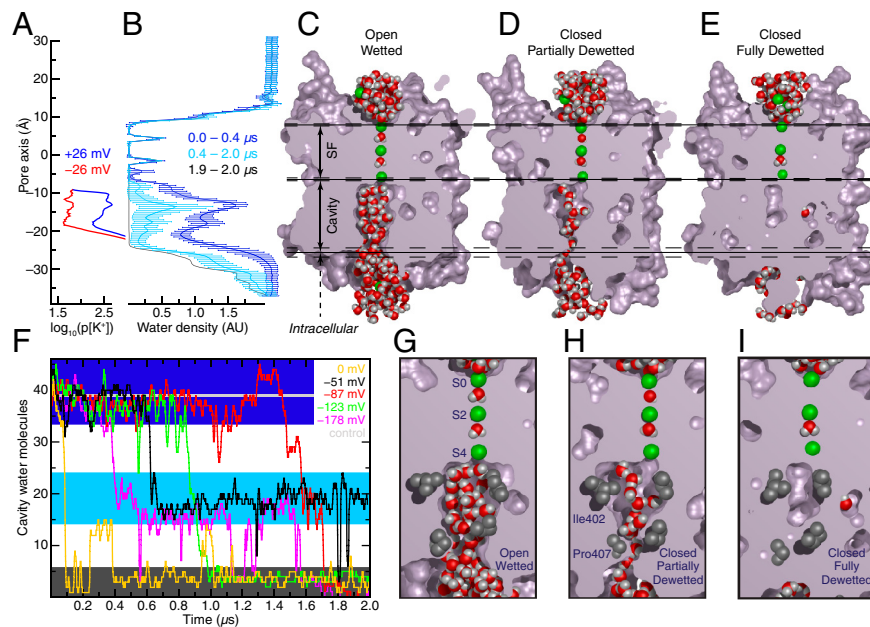 A
B
C
D
E
Open
Wetted
Closed
Partially Dewetted
Closed
Fully Dewetted
30
20
10
0
−10
−20
−30
Pore axis (Å)
+26 mV
−26 mV
0.0 – 0.4 μs
0.4 – 2.0 μs
1.9 – 2.0 μs
SF
Cavity
Intracellular
1.5 2.5
log10(p[K+])
0.5 1.0 1.5
Water density (AU)
F
G
H
I
Cavity water molecules
40
30
20
10
0 mV
−51 mV
−87 mV
−123 mV
−178 mV
control
0.2 0.4 0.6 0.8 1.0 1.2 1.4 1.6 1.8 2.0
Time (μs)
S0
S2
S4
Open
Wetted
Ile402
Pro407
Closed
Partially
Dewetted
Closed
Fully
Dewetted